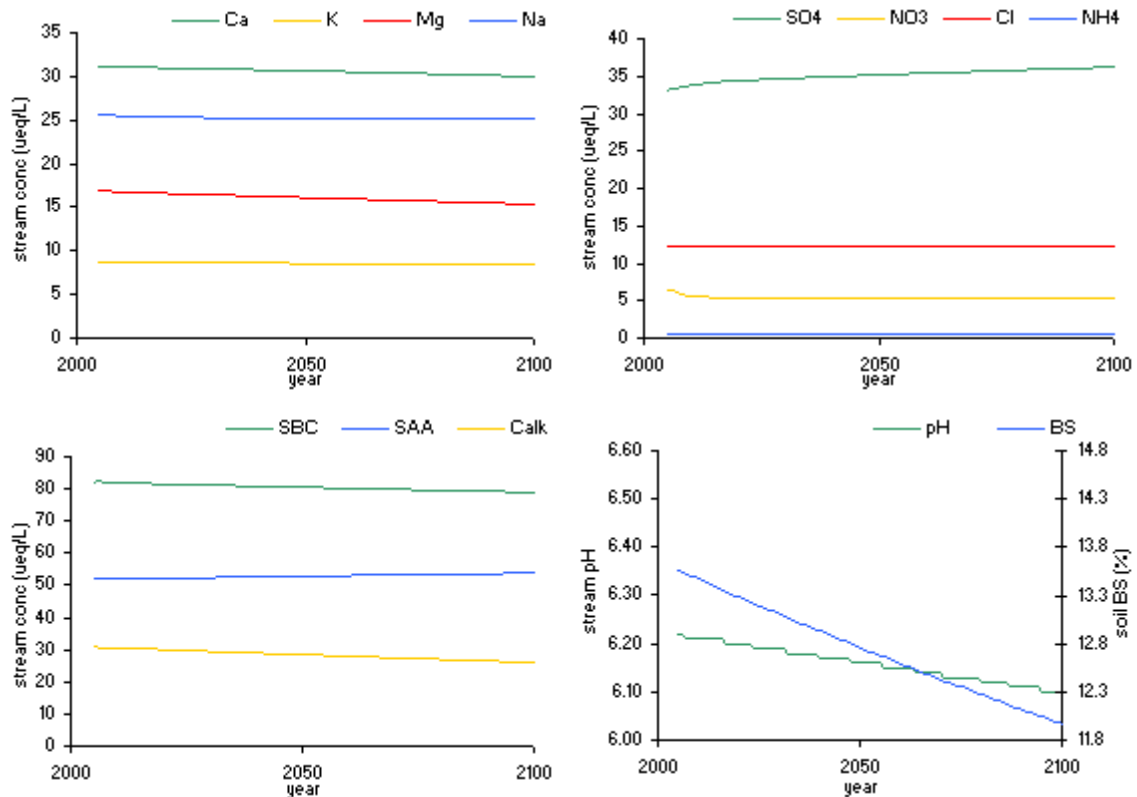 Ca K Mg Na
stream conc (ueq/L)
35
30
25
20
15
10
5
0
2000 2050 2100
year
SO4 NO3 Cl NH4
stream conc (ueq/L)
40
35
30
25
20
15
10
5
0
2000 2050 2100
year
SBC SAA Calk
stream conc (ueq/L)
90
80
70
60
50
40
30
20
10
0
2000 2050 2100
year
pH BS
stream pH
6.60
6.50
6.40
6.30
6.20
6.10
6.00
14.8
14.3
13.8
13.3
12.8
12.3
11.8
soil BS (%)
2000 2050 2100
year